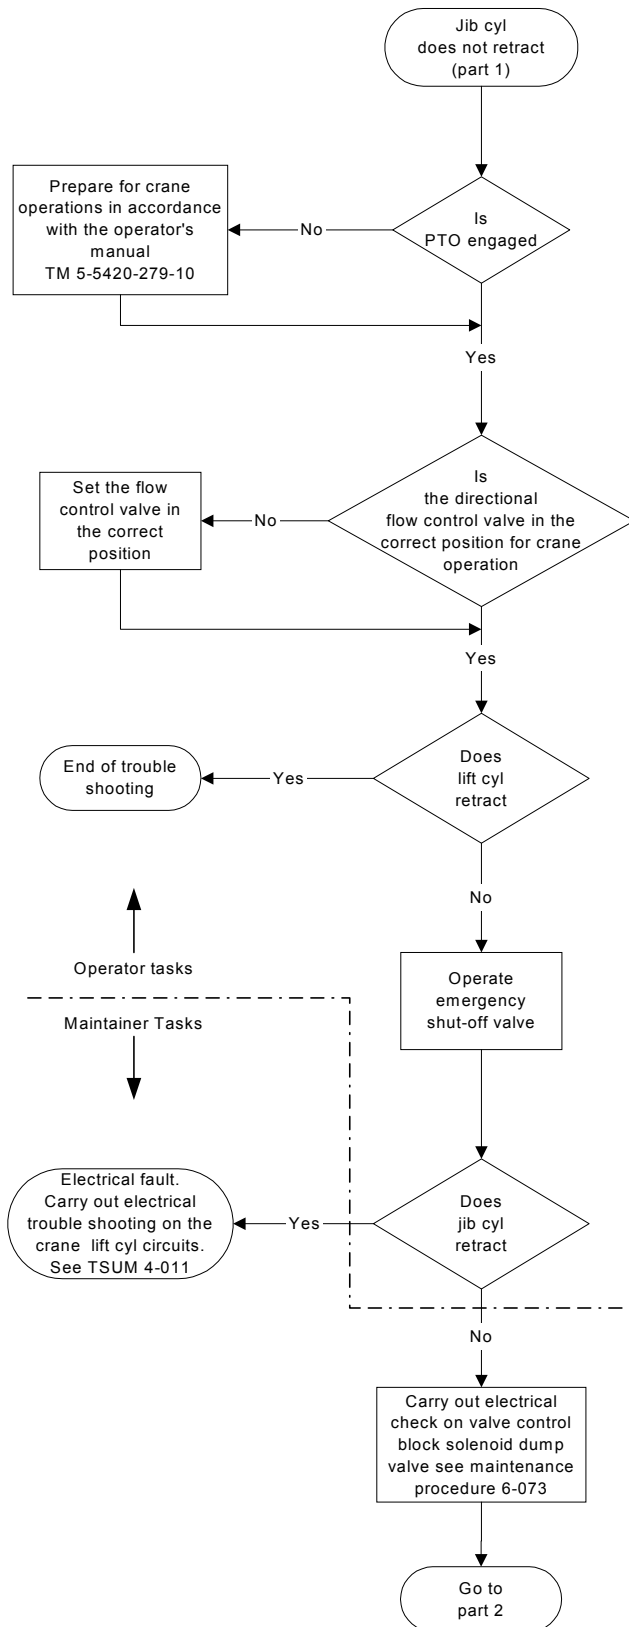 Jib cyl
does not retract
(part 1)
Is
PTO engaged
No
Prepare for crane
operations in accordance
with the operator's
manual
TM 5-5420-279-10
Yes
Is
the directional
flow control valve in the
correct position for crane
operation
No
Set the flow
control valve in
the correct
position
Yes
Does
lift cyl
retract
Yes
End of trouble
shooting
No
Operate
emergency
shut-off valve
Operator tasks
Maintainer Tasks
Does
jib cyl
retract
Yes
Electrical fault.
Carry out electrical
trouble shooting on the
crane lift cyl circuits.
See TSUM 4-011
No
Carry out electrical
check on valve control
block solenoid dump
valve see maintenance
procedure 6-073
Go to
part 2